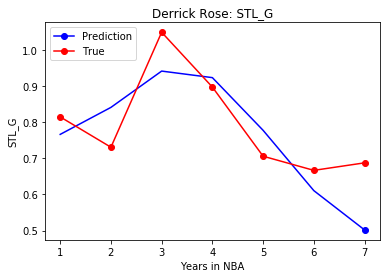 Derrick Rose: STL_G
Prediction
True
STL_G
1.0
0.9
0.8
0.7
0.6
0.5
1 2 3 4 5 6 7
Years in NBA